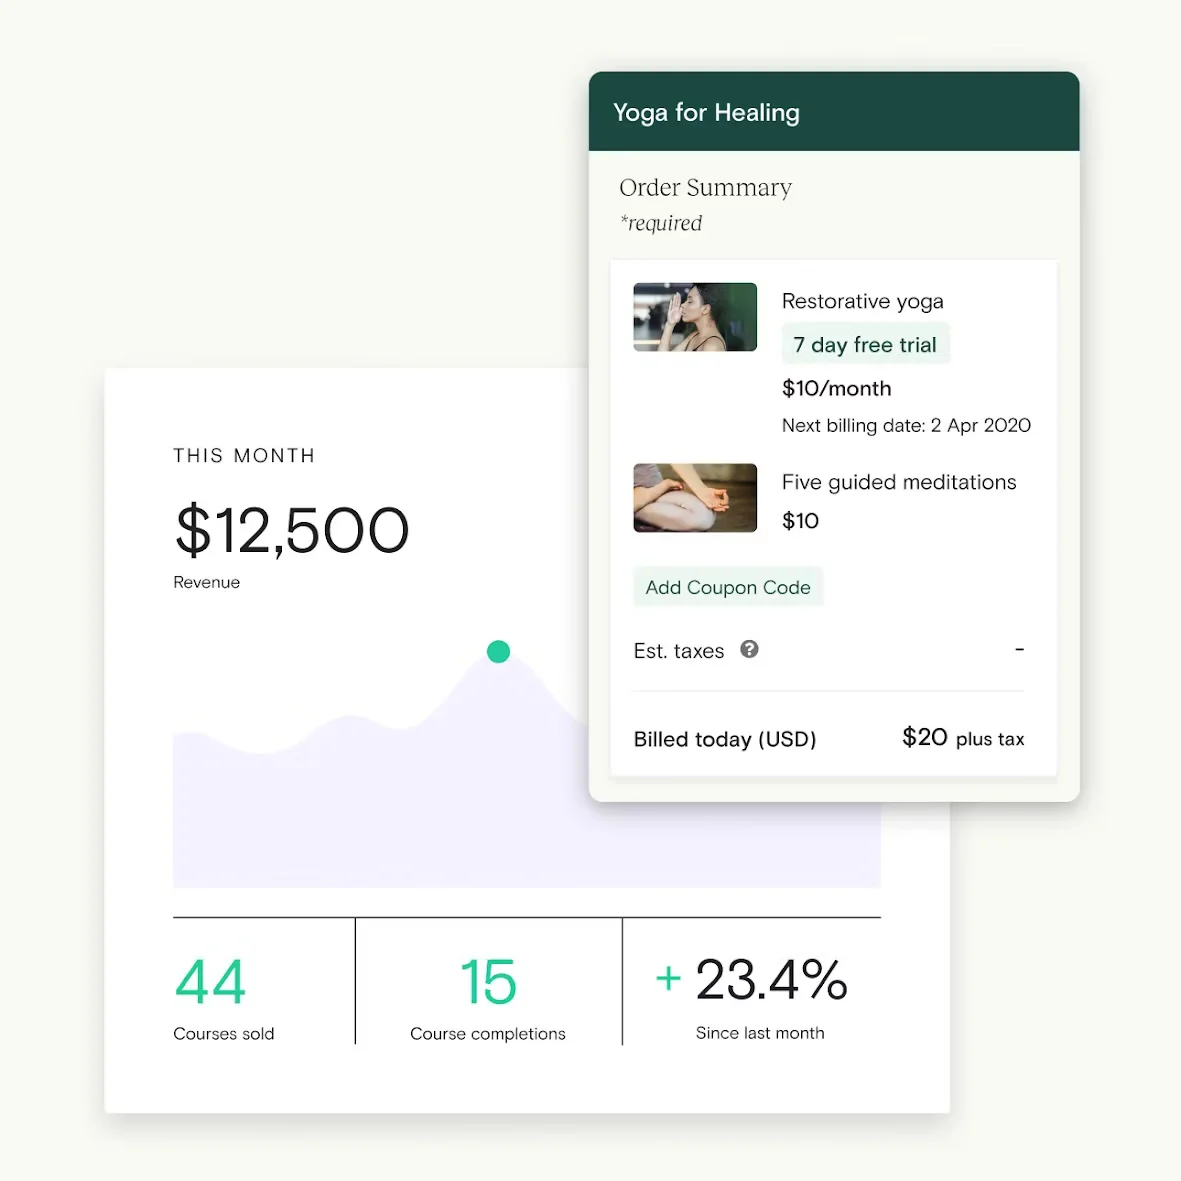 Yoga for Healing
Order Summary
*required
Restorative yoga
7 day free trial
$10/month
Next billing date: 2 Apr 2020
Five guided meditations
$10
Add Coupon Code
Est. taxes ? -
Billed today (USD) $20 plus tax
THIS MONTH
$12,500
Revenue
44
Courses sold
15
Course completions
+ 23.4%
Since last month